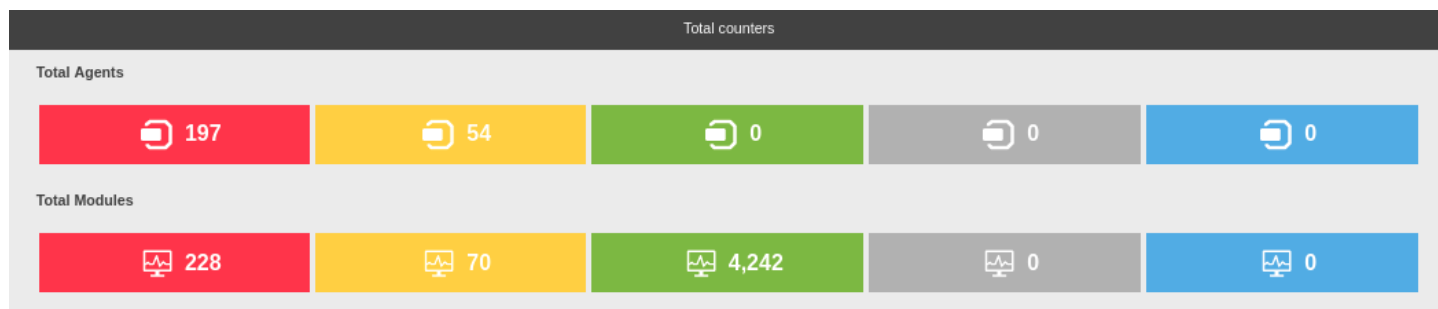 Total counters
Total Agents
197 54 0 0 0
Total Modules
228 70 4,242 0 0